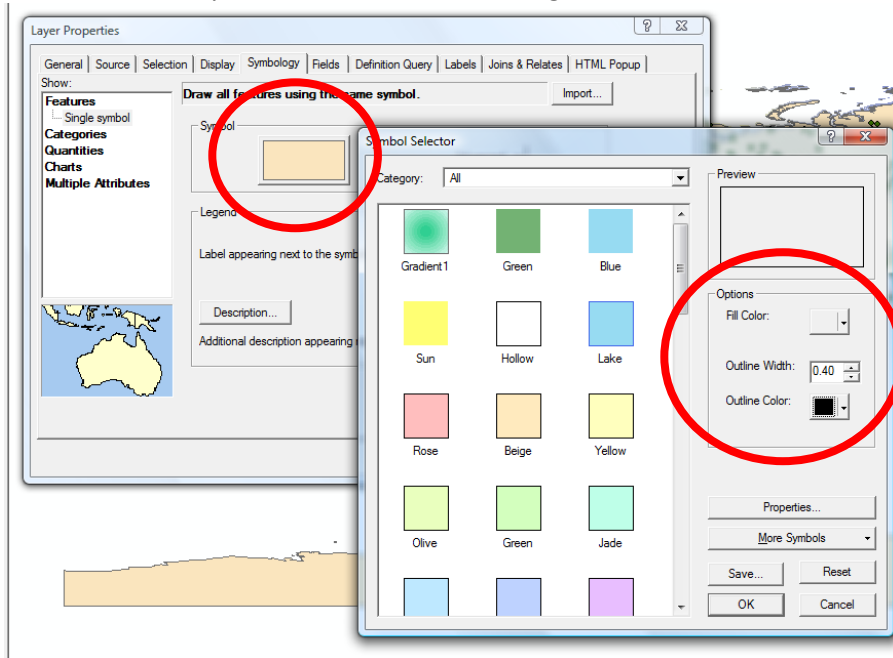 Layer Properties
General Source Selection Display Symbology Fields Definition Query Labels Joins & Relates HTML Popup
Show:
Features
Single symbol
Categories
Quantities
Charts
Multiple Attributes
Draw all features using the same symbol.
Import...
Symbol
Legend
Label appearing next to the symb
Description...
Additional description appearing
Symbol Selector
Category: All
Gradient 1 Green Blue
Sun Hollow Lake
Rose Beige Yellow
Olive Green Jade
Preview
Options
Fill Color:
Outline Width: 0.40
Outline Color:
Properties...
More Symbols
Save... Reset
OK Cancel